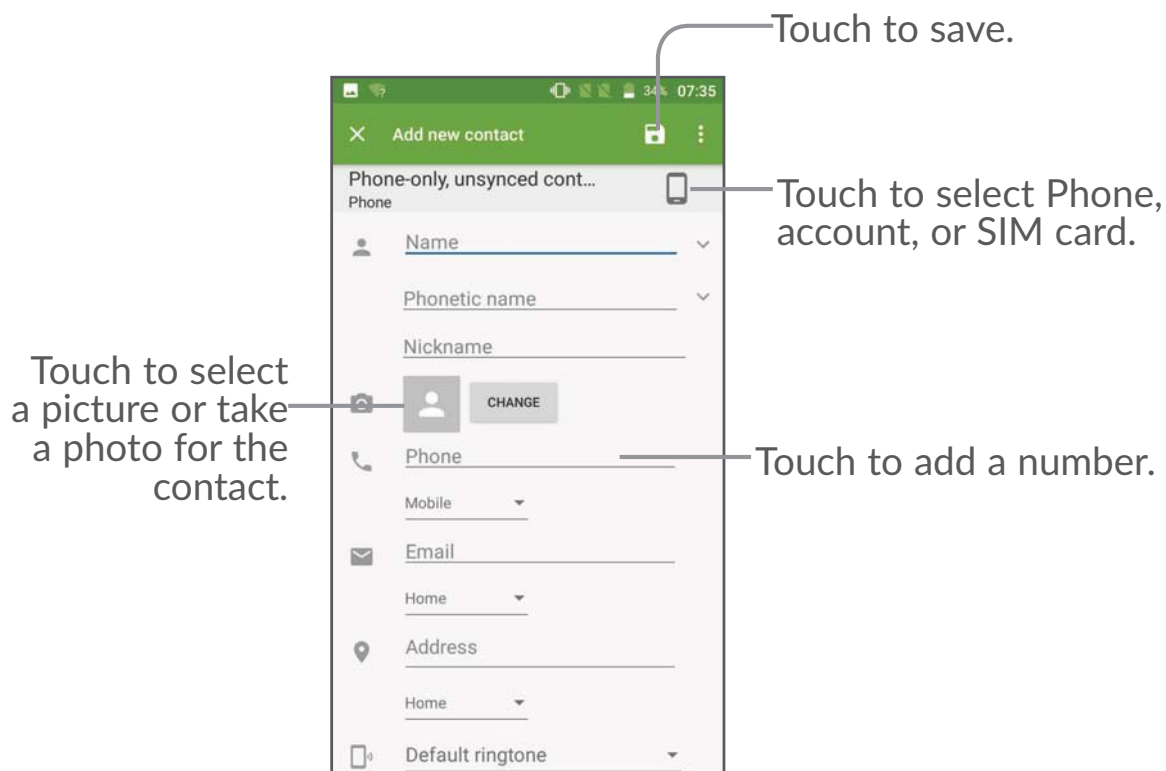 Touch to save.
34% 07:35
Add new contact
Phone-only, unsynced cont...
Phone
Touch to select Phone,
account, or SIM card.
Name
Phonetic name
Nickname
Touch to select
a picture or take
a photo for the
contact.
CHANGE
Phone
Touch to add a number.
Mobile
Email
Home
Address
Home
Default ringtone